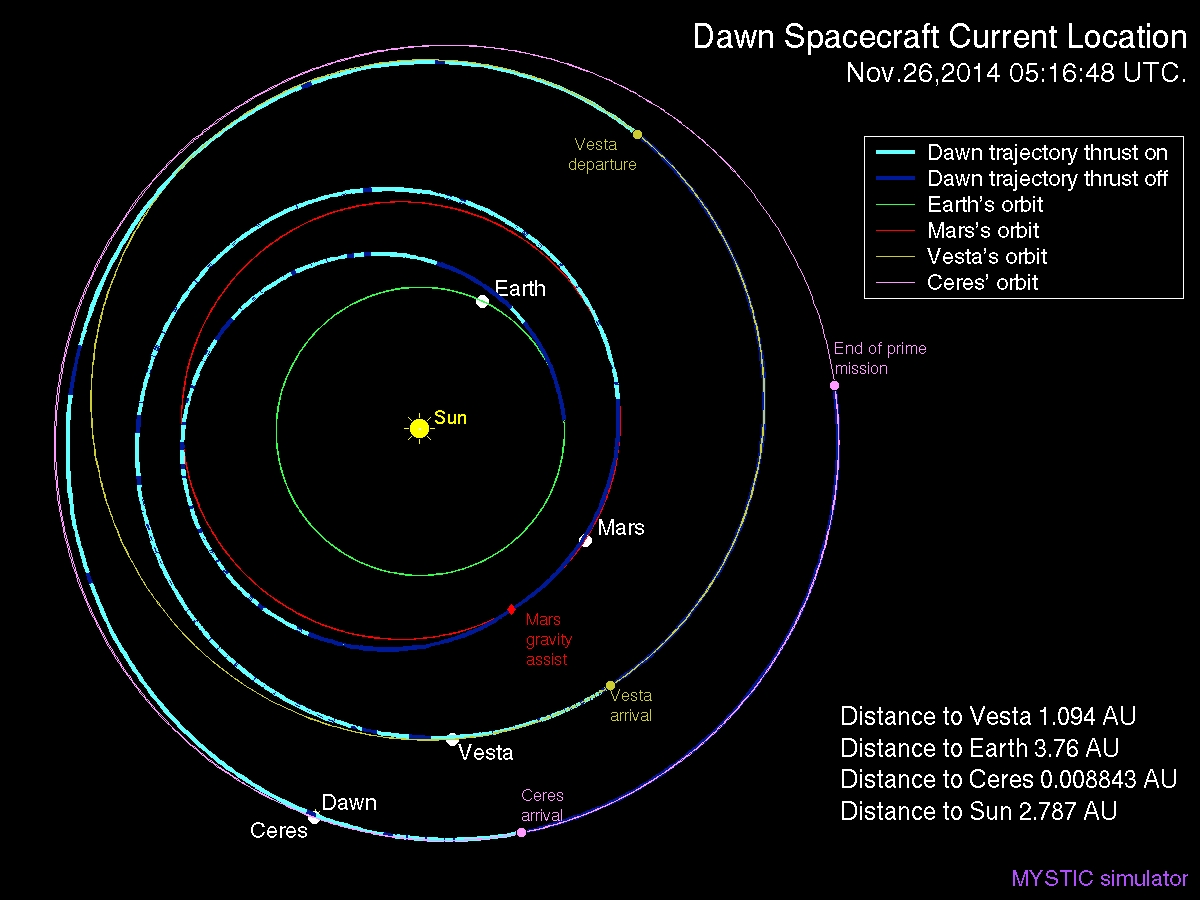 Dawn Spacecraft Current Location
Nov.26,2014 05:16:48 UTC.
Dawn trajectory thrust on
Dawn trajectory thrust off
Earth's orbit
Mars's orbit
Vesta's orbit
Ceres' orbit
Vesta
departure
Earth
End of prime
mission
Sun
Mars
Mars
gravity
assist
Vesta
arrival
Vesta
Ceres
arrival
Dawn
Ceres
Distance to Vesta 1.094 AU
Distance to Earth 3.76 AU
Distance to Ceres 0.008843 AU
Distance to Sun 2.787 AU
MYSTIC simulator